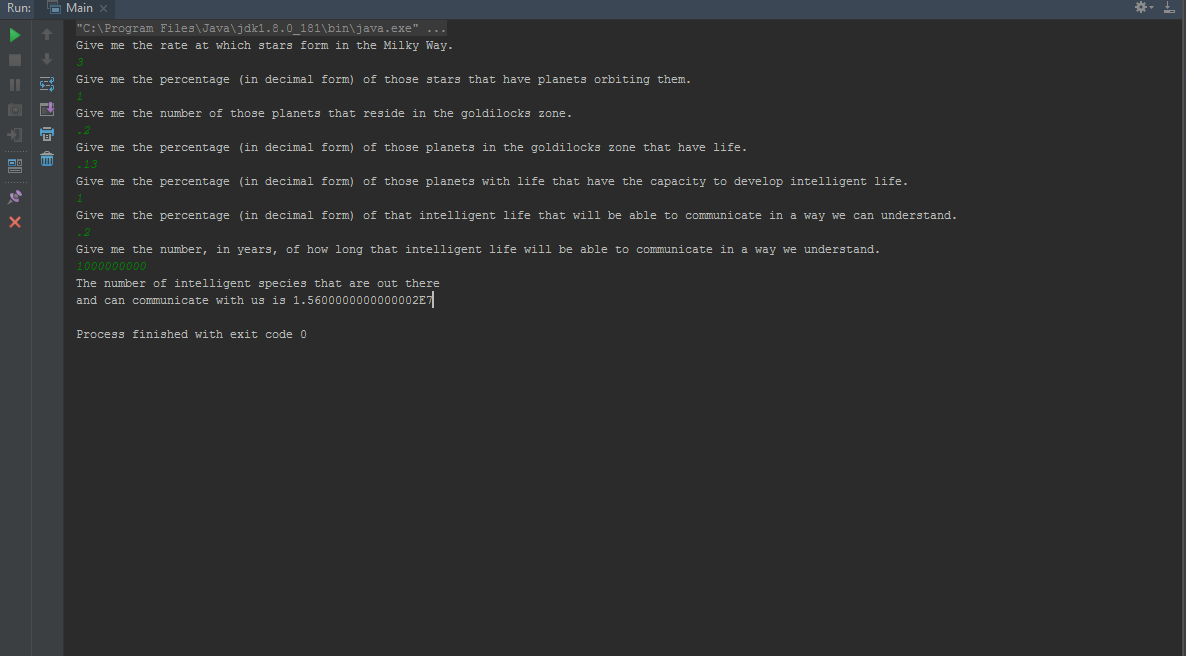 Run: Main
"C:\Program Files\Java\jdk1.8.0_181\bin\java.exe" ...
Give me the rate at which stars form in the Milky Way.
3
Give me the percentage (in decimal form) of those stars that have planets orbiting them.
1
Give me the number of those planets that reside in the goldilocks zone.
.2
Give me the percentage (in decimal form) of those planets in the goldilocks zone that have life.
.13
Give me the percentage (in decimal form) of those planets with life that have the capacity to develop intelligent life.
1
Give me the percentage (in decimal form) of that intelligent life that will be able to communicate in a way we can understand.
.2
Give me the number, in years, of how long that intelligent life will be able to communicate in a way we understand.
1000000000
The number of intelligent species that are out there
and can communicate with us is 1.5600000000000002E7
Process finished with exit code 0